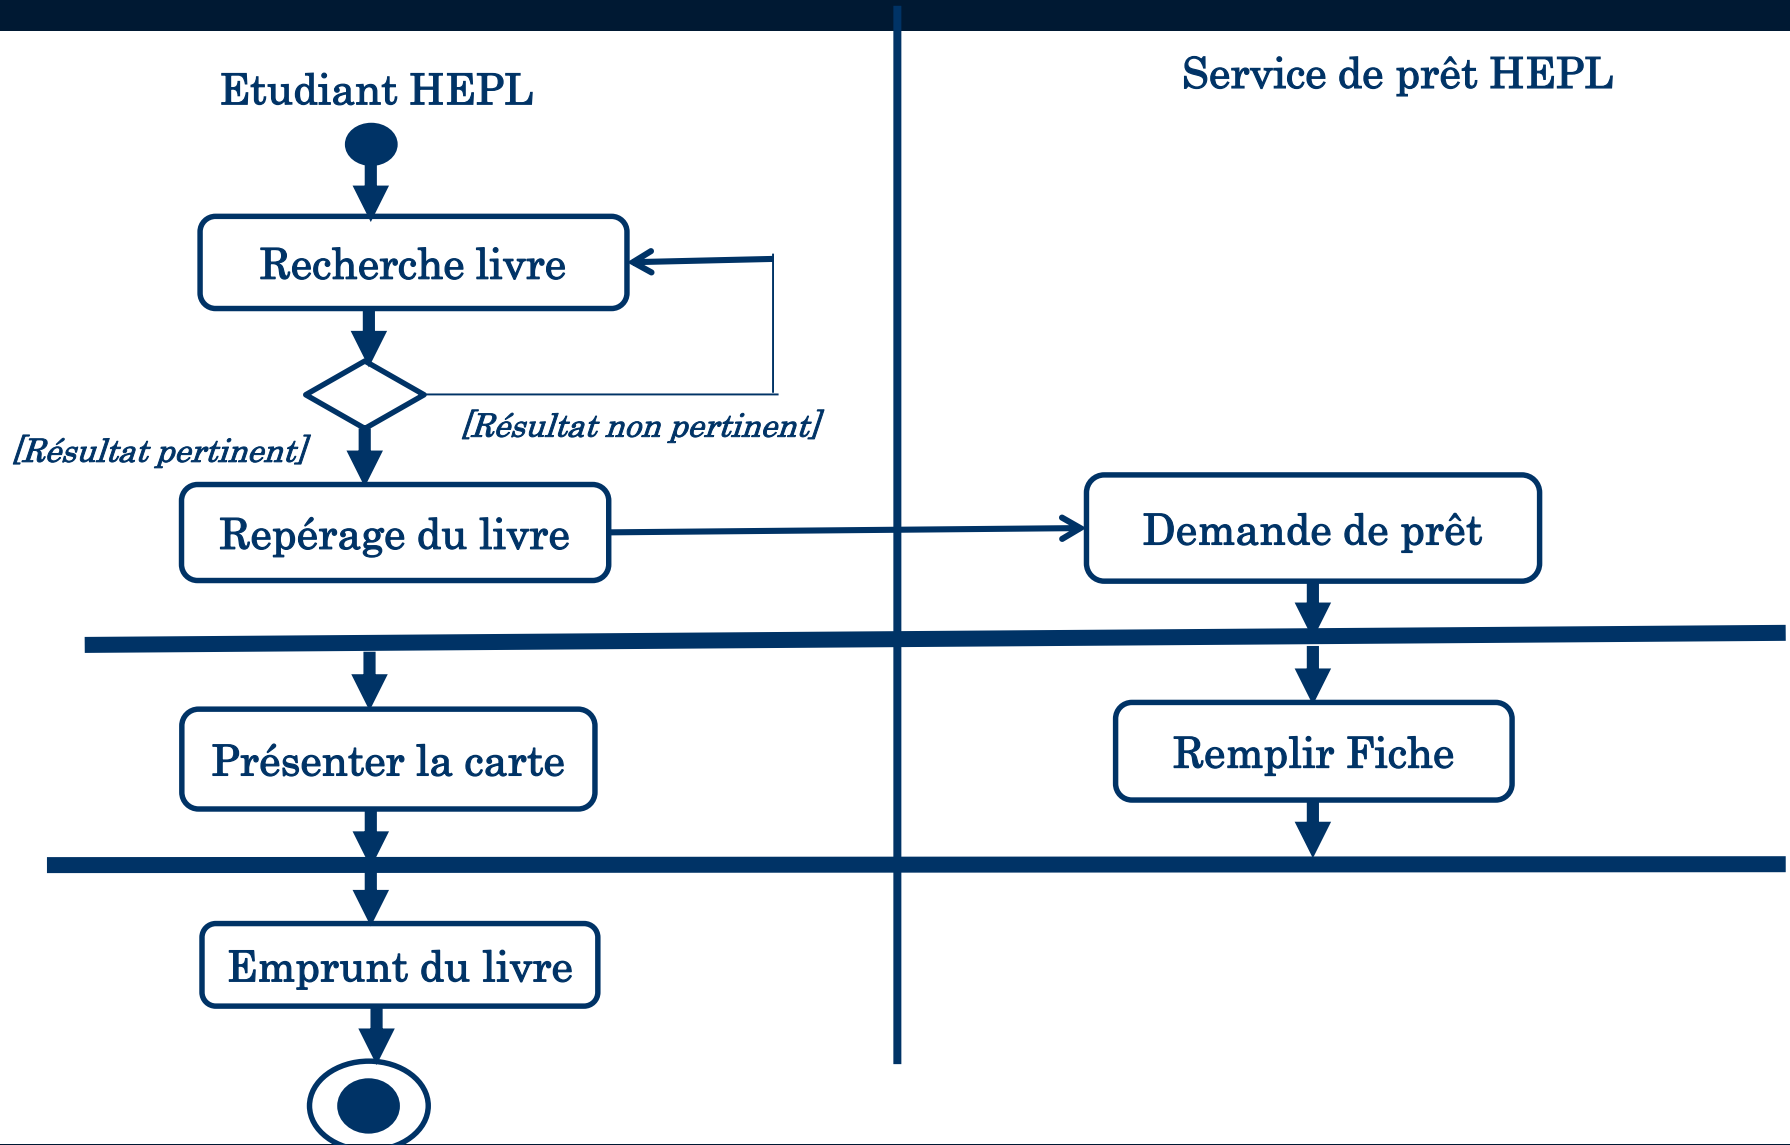 Etudiant HEPL
Service de prêt HEPL
Recherche livre
[Résultat non pertinent]
[Résultat pertinent]
Repérage du livre
Demande de prêt
Présenter la carte
Remplir Fiche
Emprunt du livre